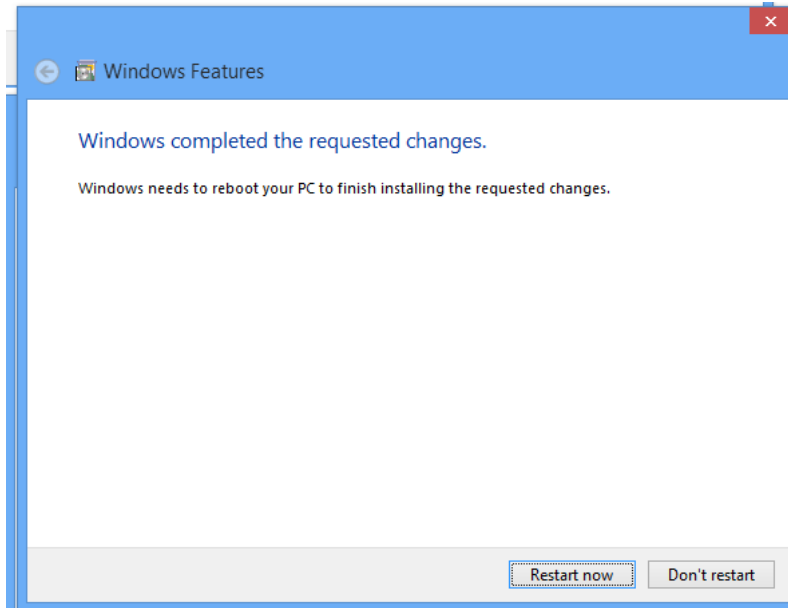 Windows Features
Windows completed the requested changes.
Windows needs to reboot your PC to finish installing the requested changes.
Restart now Don't restart